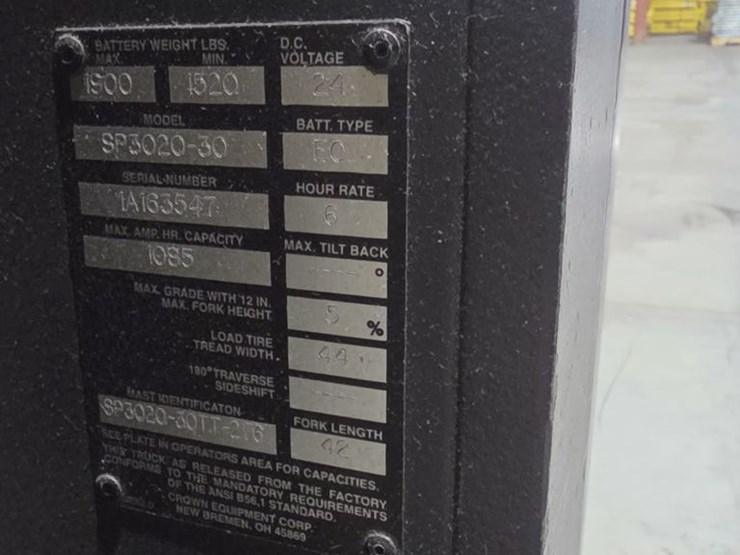 BATTERY WEIGHT LBS. D.C.
MAX. MIN. VOLTAGE
1900 1520 24
MODEL BATT. TYPE
SP3020-30 EO
SERIAL NUMBER HOUR RATE
1A163547 6
MAX. AMP. HR. CAPACITY MAX. TILT BACK
1085 ---- °
MAX. GRADE WITH 12 IN.
MAX. FORK HEIGHT 5 %
LOAD TIRE
TREAD WIDTH. 44
180° TRAVERSE
SIDESHIFT ----
MAST IDENTIFICATON FORK LENGTH
SP3020-30TT-276 42
SEE PLATE IN OPERATORS AREA FOR CAPACITIES.
THIS TRUCK AS RELEASED FROM THE FACTORY
CONFORMS TO THE MANDATORY REQUIREMENTS
OF THE ANSI B56.1 STANDARD.
CROWN EQUIPMENT CORP.
NEW BREMEN, OH 45869